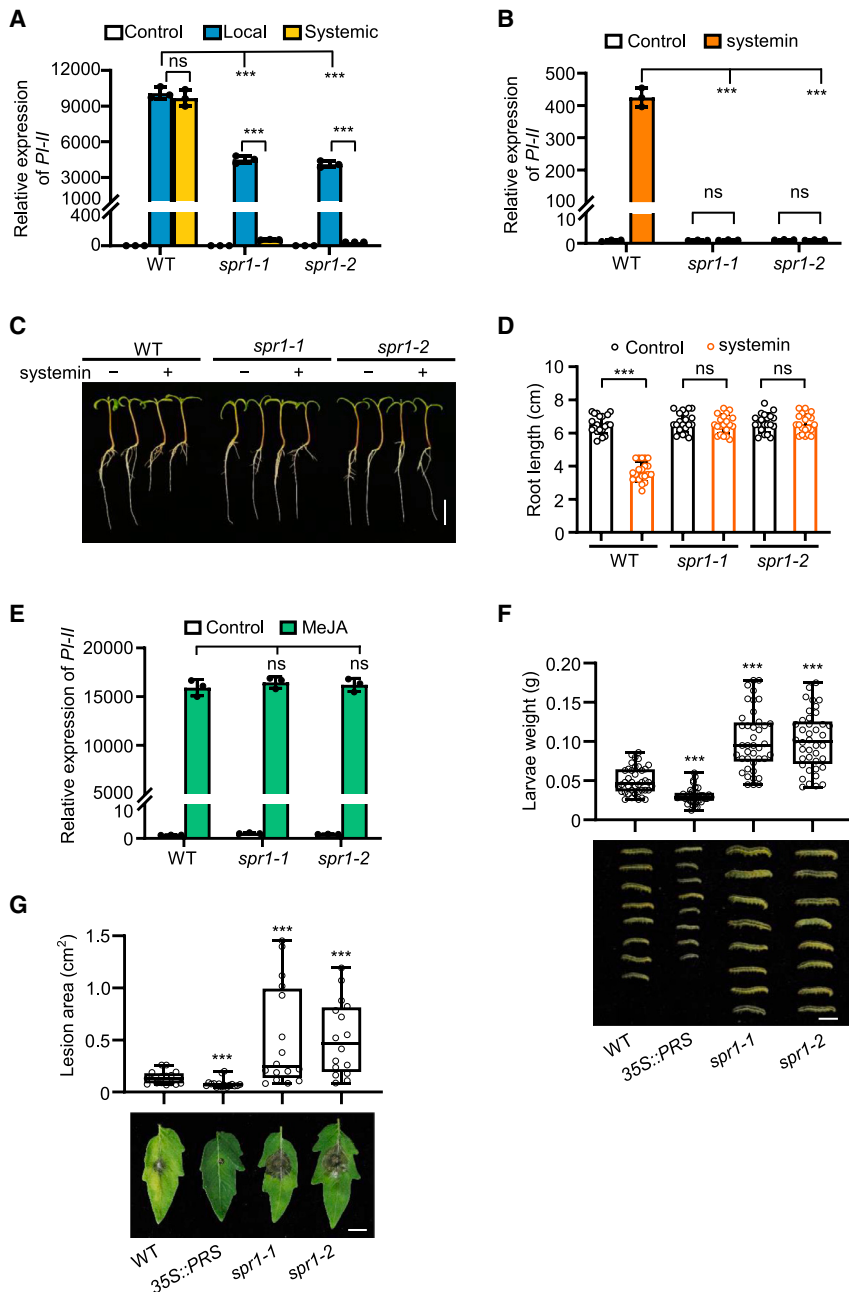 A
Control Local Systemic
ns
***
***
***
***
12000
9000
6000
3000
1000
400
0
Relative expression
of PI-II
WT
spr1-1
spr1-2
B
Control systemin
***
***
ns
ns
500
400
300
200
100
10
0
Relative expression
of PI-II
WT
spr1-1
spr1-2
C
WT
spr1-1
spr1-2
systemin – + – + – +
D
Control systemin
***
ns
ns
8
6
4
2
0
Root length (cm)
WT
spr1-1
spr1-2
E
Control MeJA
ns
ns
20000
15000
10000
5000
10
0
Relative expression of PI-II
WT
spr1-1
spr1-2
F
***
***
***
0.20
0.15
0.10
0.05
0
Larvae weight (g)
WT
35S::PRS
spr1-1
spr1-2
G
***
***
***
1.5
1.0
0.5
0
Lesion area (cm2)
WT
35S::PRS
spr1-1
spr1-2